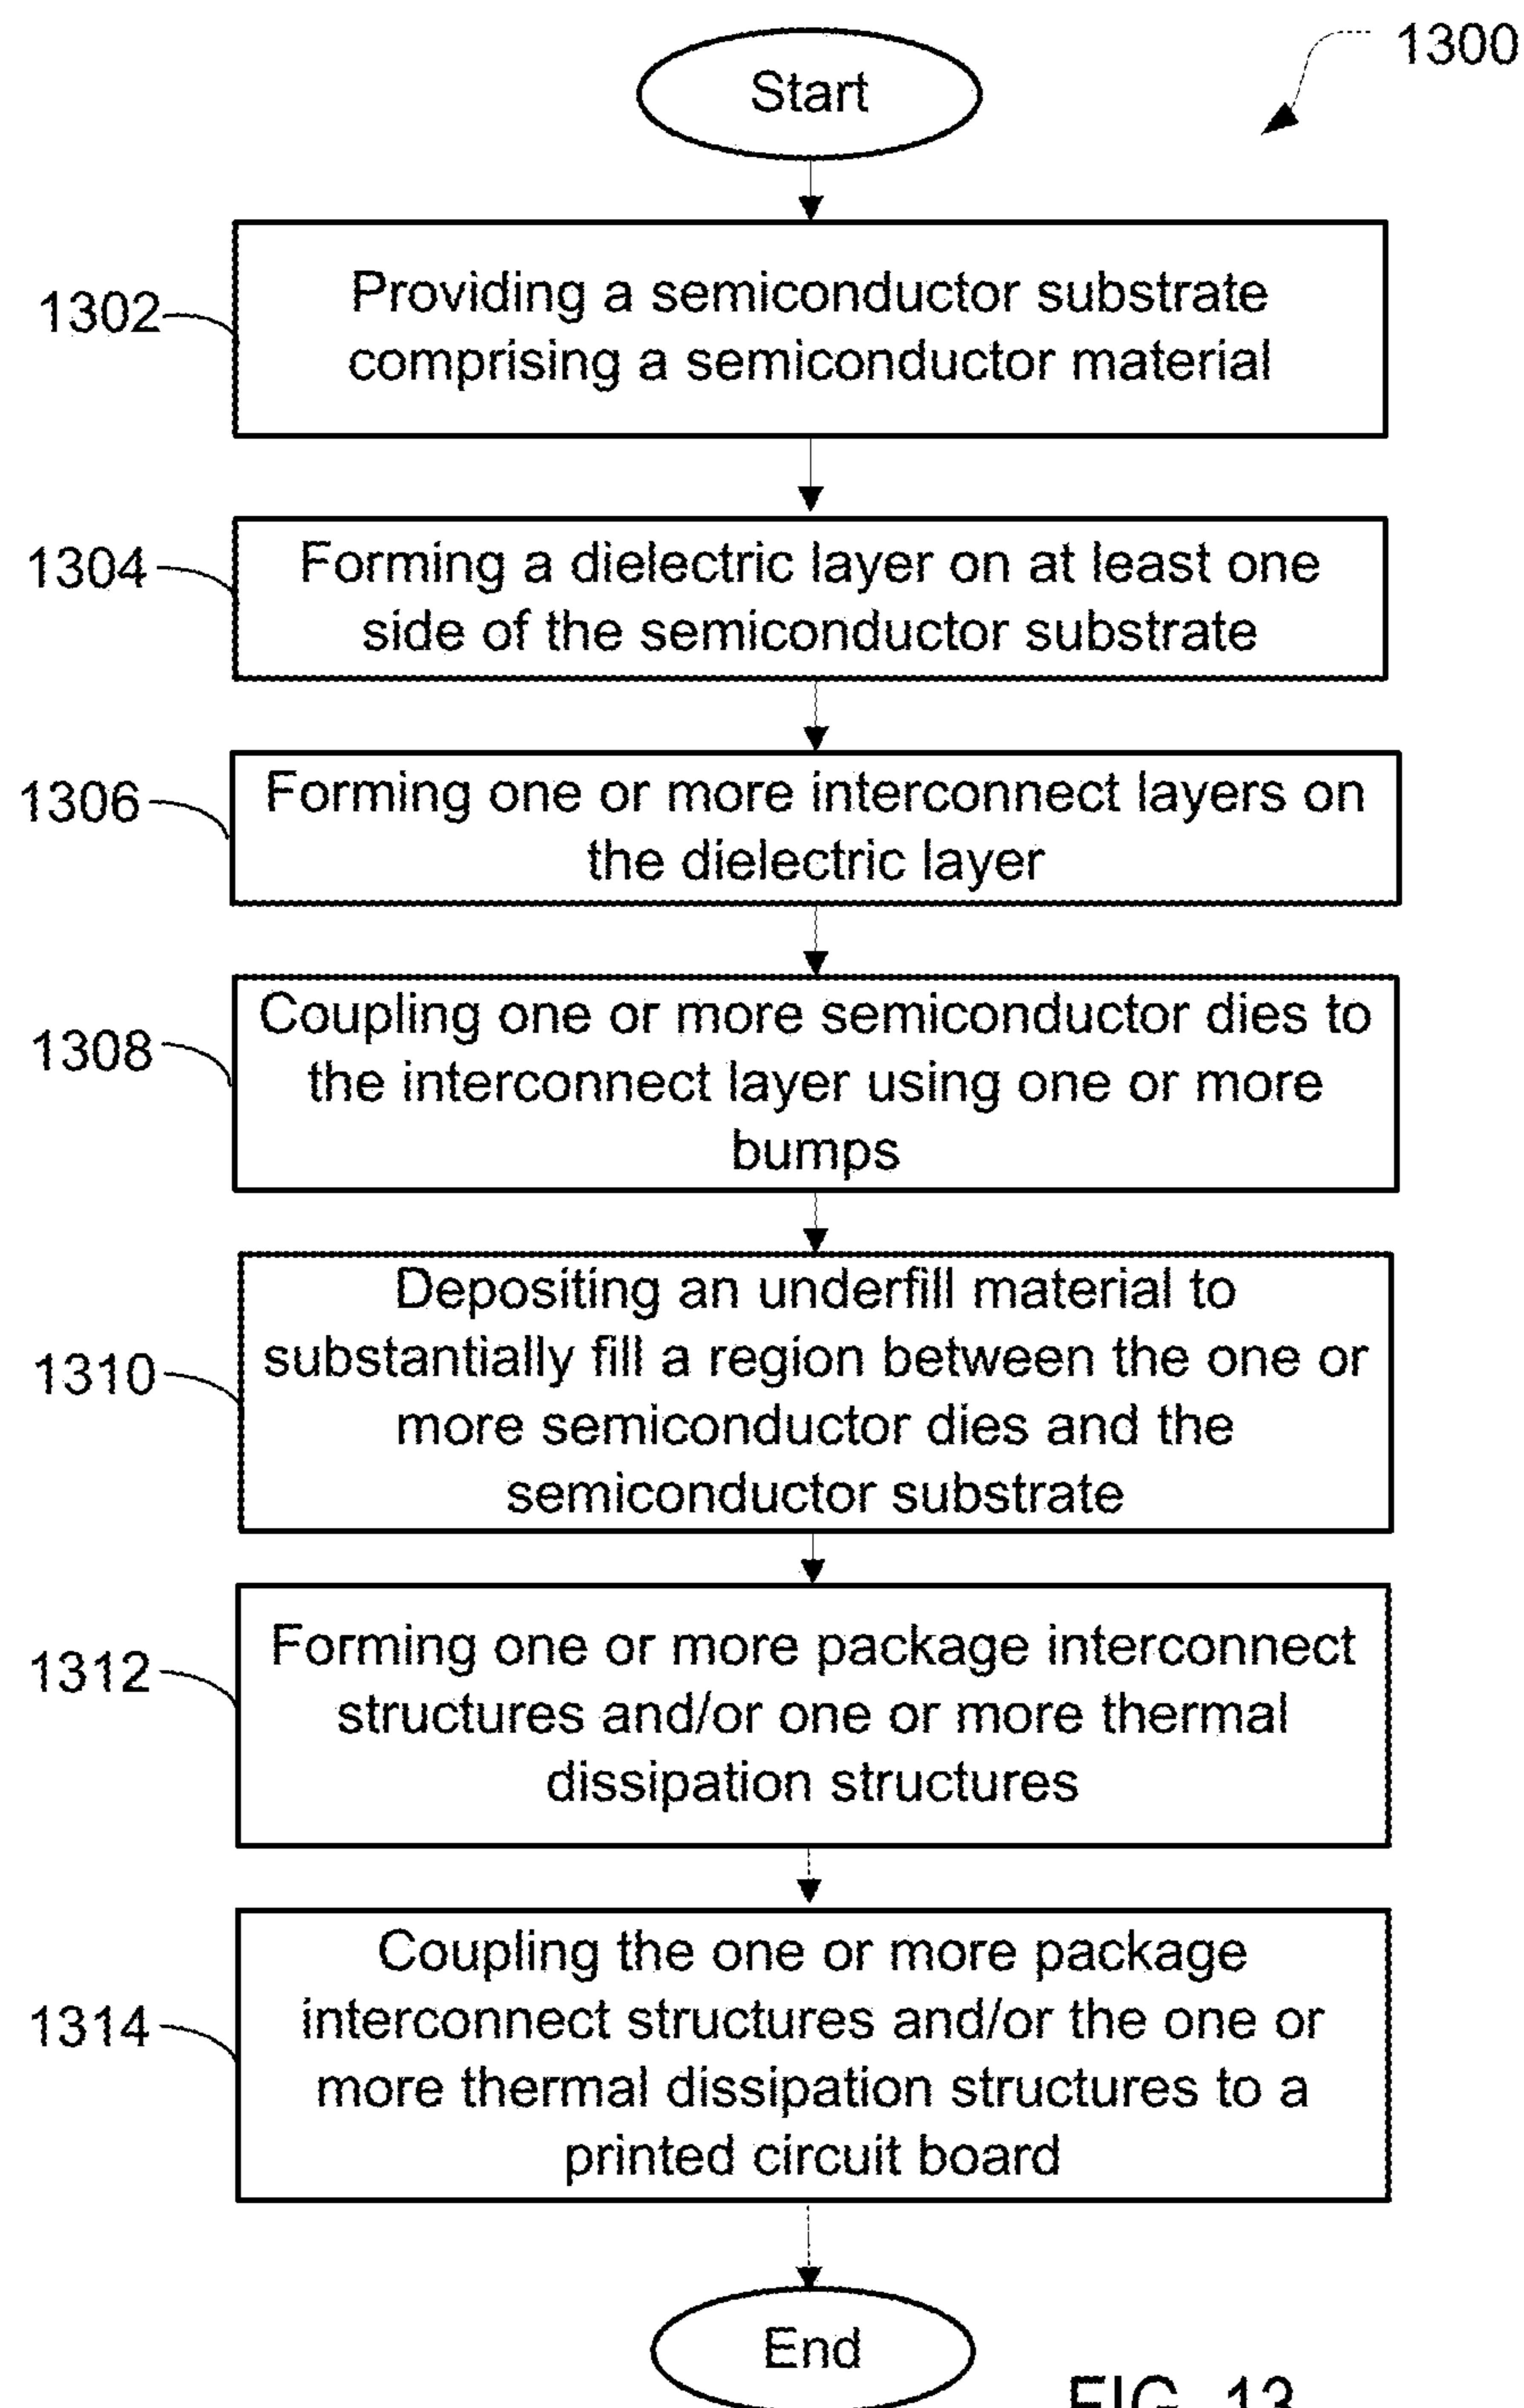 1300
Start
1302
Providing a semiconductor substrate
comprising a semiconductor material
1304
Forming a dielectric layer on at least one
side of the semiconductor substrate
1306
Forming one or more interconnect layers on
the dielectric layer
1308
Coupling one or more semiconductor dies to
the interconnect layer using one or more
bumps
1310
Depositing an underfill material to
substantially fill a region between the one or
more semiconductor dies and the
semiconductor substrate
1312
Forming one or more package interconnect
structures and/or one or more thermal
dissipation structures
1314
Coupling the one or more package
interconnect structures and/or the one or
more thermal dissipation structures to a
printed circuit board
End
FIG. 13